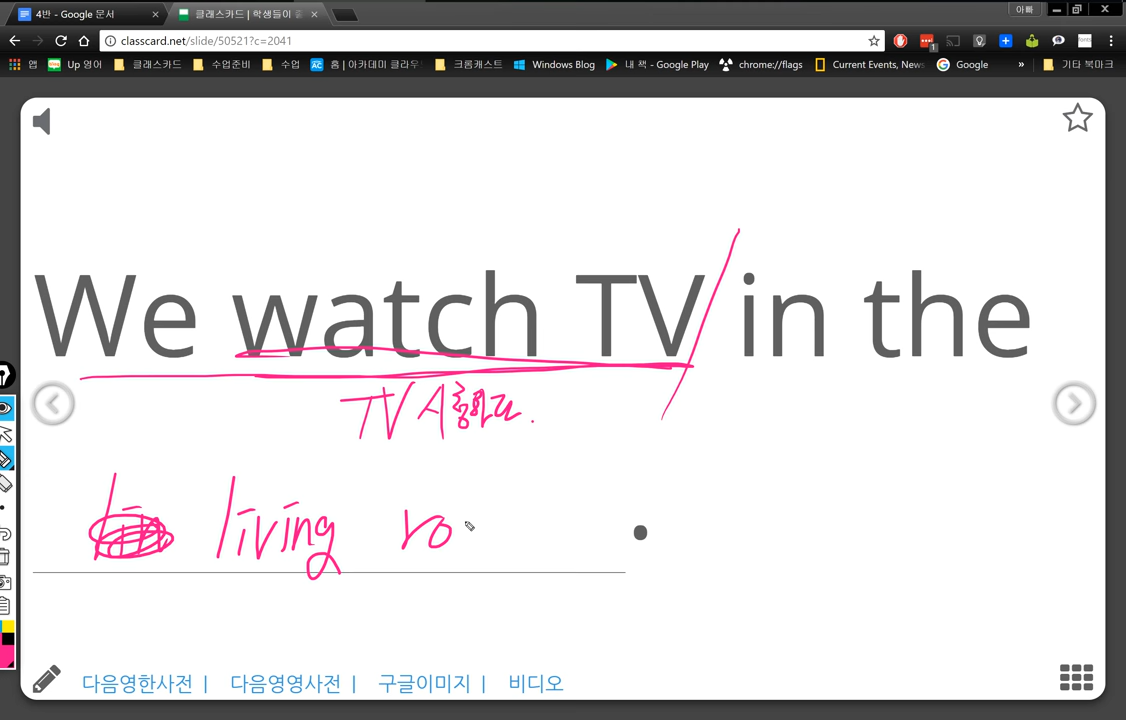 4반 - Google 문서
클래스카드 | 학생들이 즐
아빠
classcard.net/slide/50521?c=2041
앱 Up 영어 클래스카드 수업준비 수업 홈 | 아카데미 클라우 크롬캐스트 Windows Blog 내 책 - Google Play chrome://flags Current Events, News Google » 기타 북마크
We watch TV in the
TV 시청한다.
living ro
다음영한사전 | 다음영영사전 | 구글이미지 | 비디오